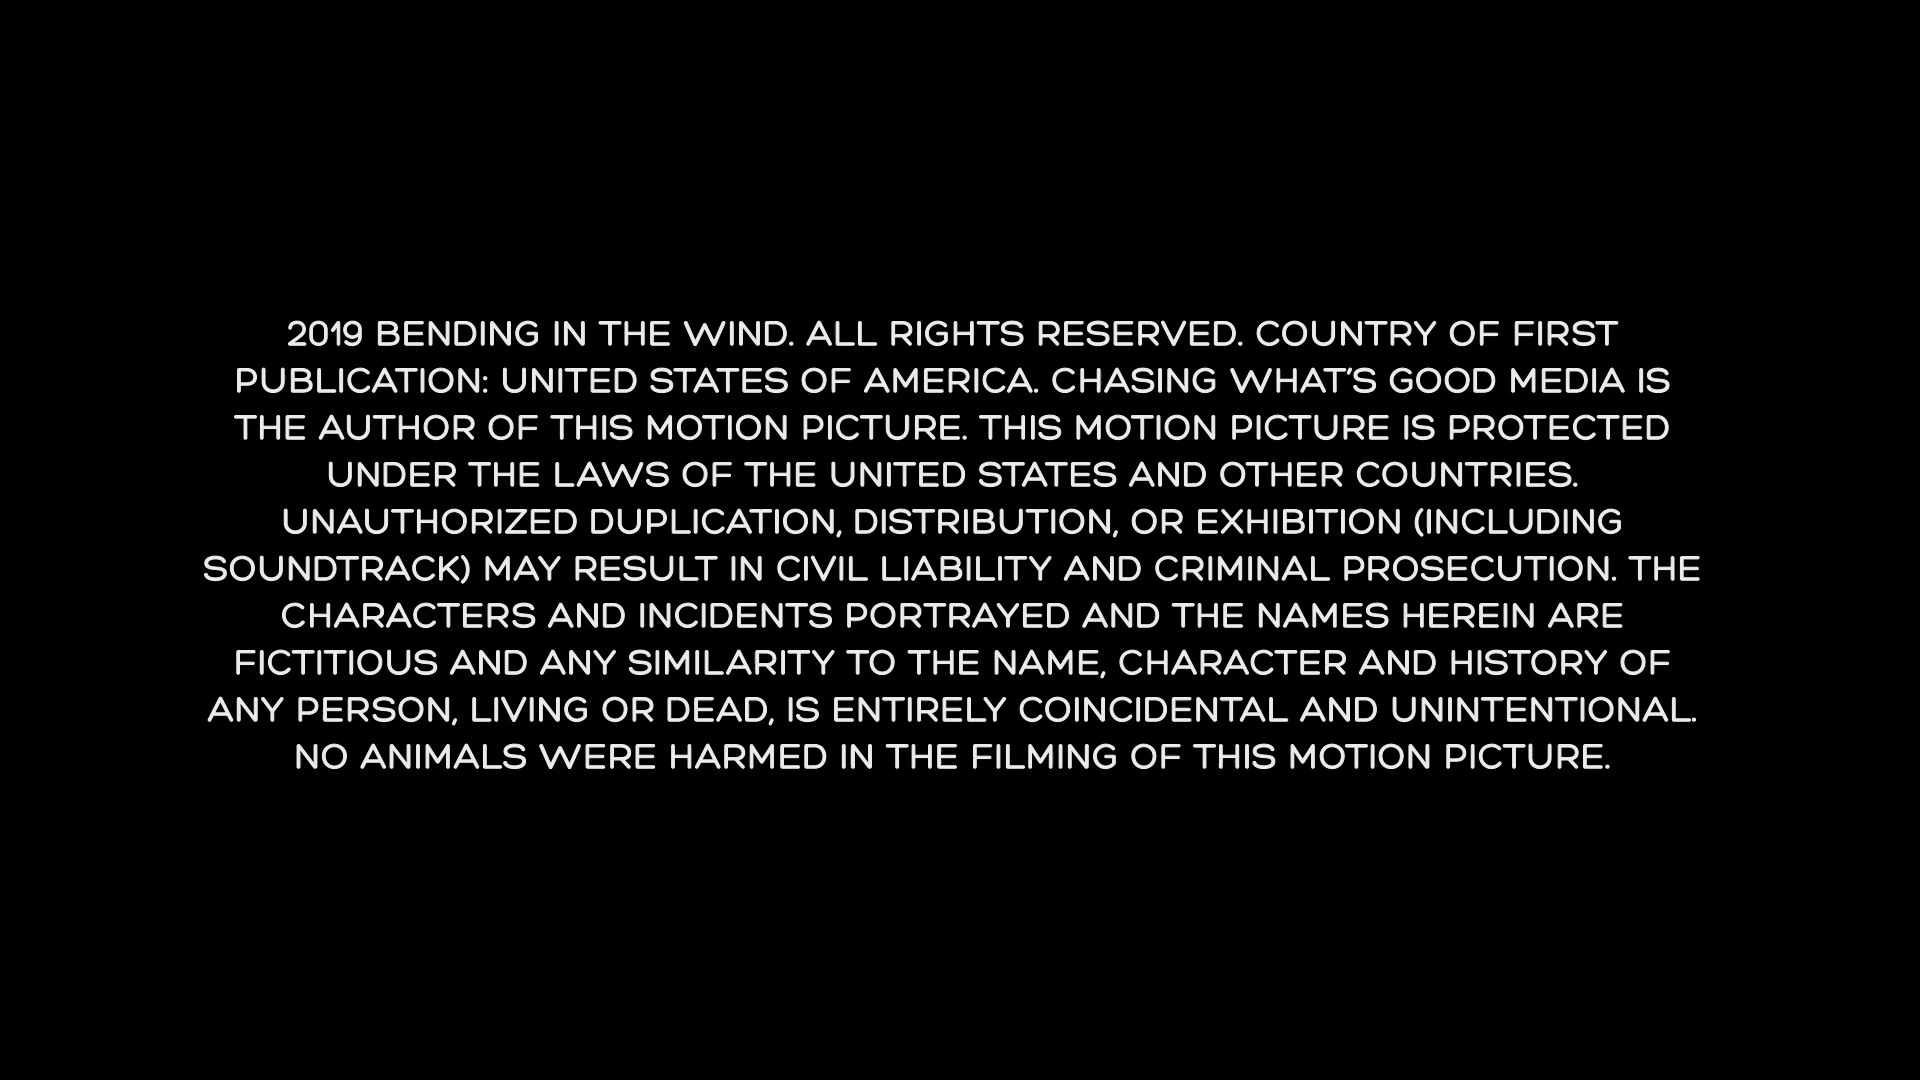 2019 BENDING IN THE WIND. ALL RIGHTS RESERVED. COUNTRY OF FIRST
PUBLICATION: UNITED STATES OF AMERICA. CHASING WHAT'S GOOD MEDIA IS
THE AUTHOR OF THIS MOTION PICTURE. THIS MOTION PICTURE IS PROTECTED
UNDER THE LAWS OF THE UNITED STATES AND OTHER COUNTRIES.
UNAUTHORIZED DUPLICATION, DISTRIBUTION, OR EXHIBITION (INCLUDING
SOUNDTRACK) MAY RESULT IN CIVIL LIABILITY AND CRIMINAL PROSECUTION. THE
CHARACTERS AND INCIDENTS PORTRAYED AND THE NAMES HEREIN ARE
FICTITIOUS AND ANY SIMILARITY TO THE NAME, CHARACTER AND HISTORY OF
ANY PERSON, LIVING OR DEAD, IS ENTIRELY COINCIDENTAL AND UNINTENTIONAL.
NO ANIMALS WERE HARMED IN THE FILMING OF THIS MOTION PICTURE.